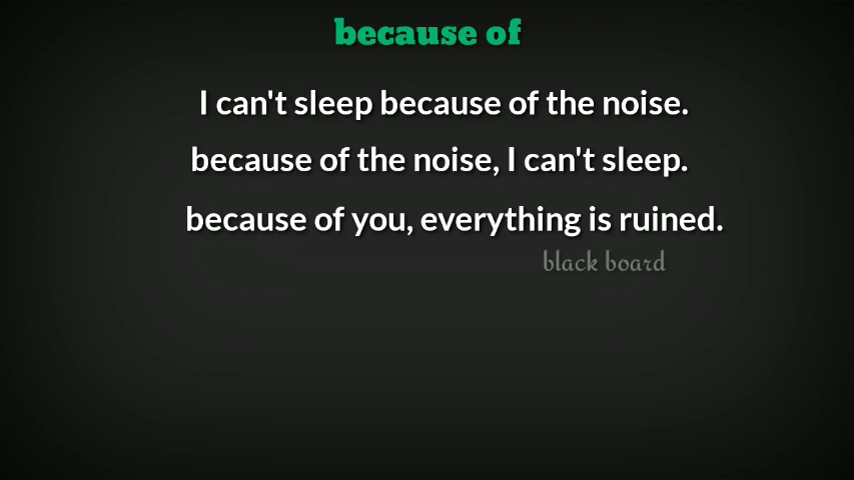 because of
I can't sleep because of the noise.
because of the noise, I can't sleep.
because of you, everything is ruined.
black board